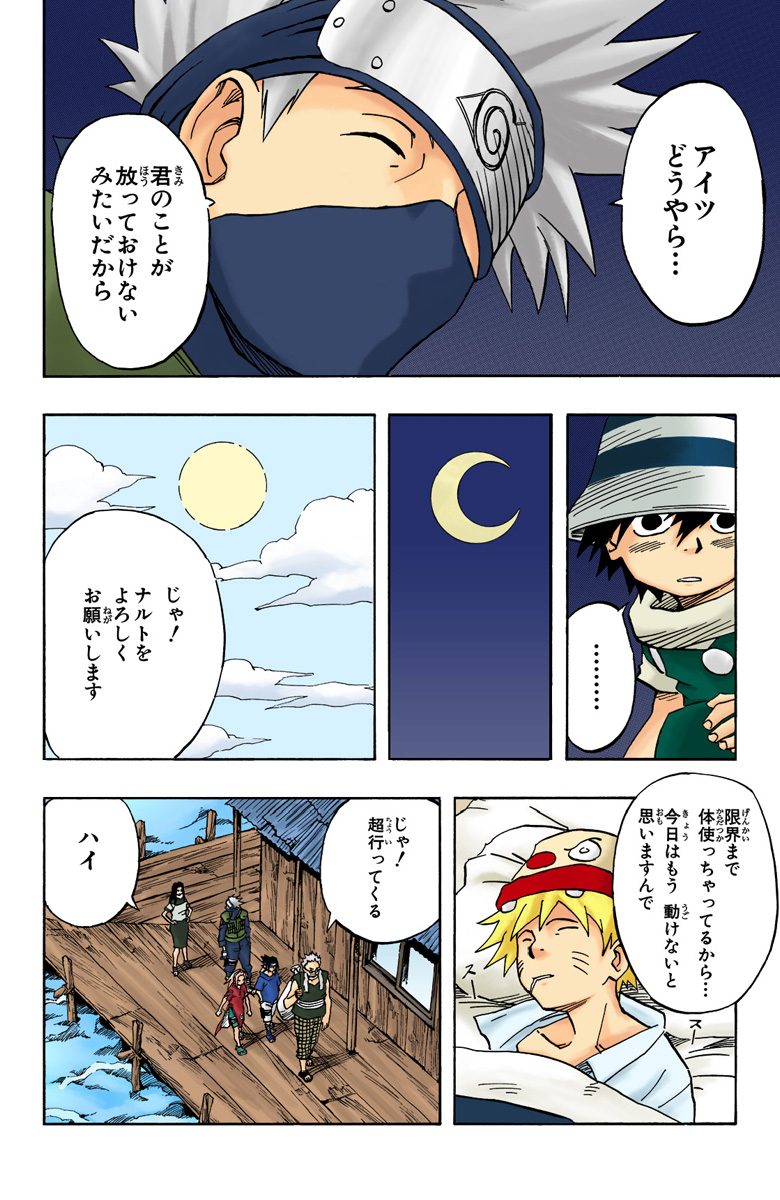 アイツ
どうやら…
君のことが
放っておけない
みたいだから
………
じゃ！
ナルトを
よろしく
お願いします
限界まで
体使っちゃってるから…
今日はもう動けないと
思いますんで
スー
スー
じゃ！
超行ってくる
ハイ